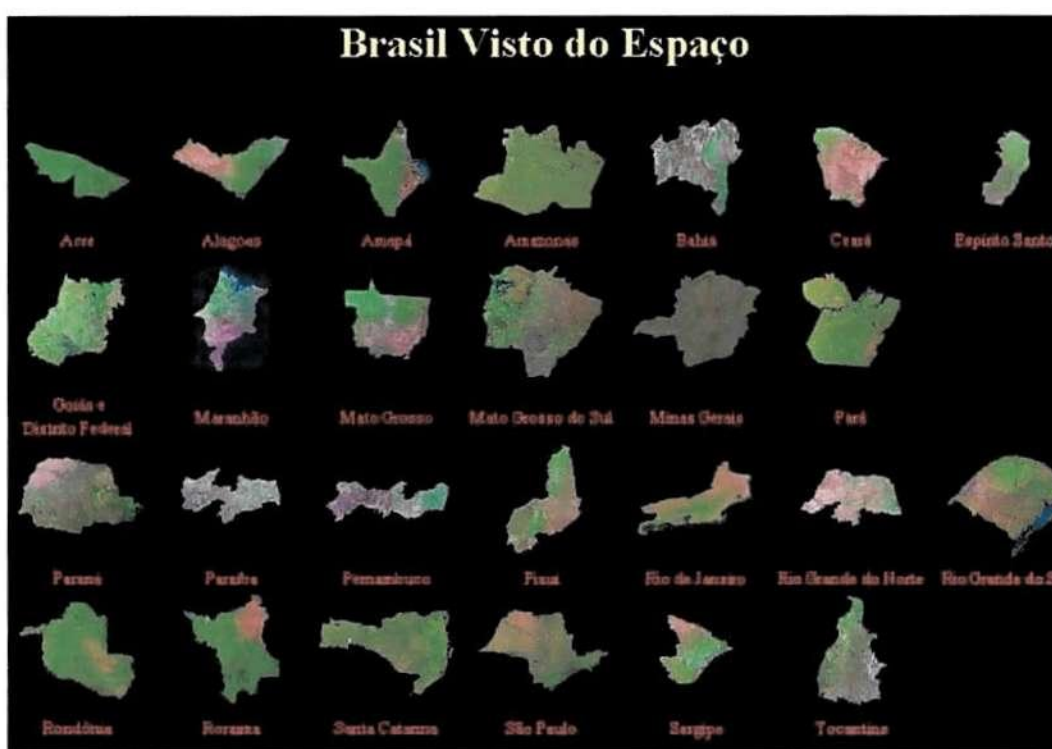 Brasil Visto do Espaço
Acre Alagoas Amapá Amazonas Bahia Ceará Espírito Santo
Goiás e
Distrito Federal Maranhão Mato Grosso Mato Grosso do Sul Minas Gerais Pará
Paraná Paraíba Pernambuco Piauí Rio de Janeiro Rio Grande do Norte Rio Grande do S
Rondônia Roraima Santa Catarina São Paulo Sergipe Tocantins